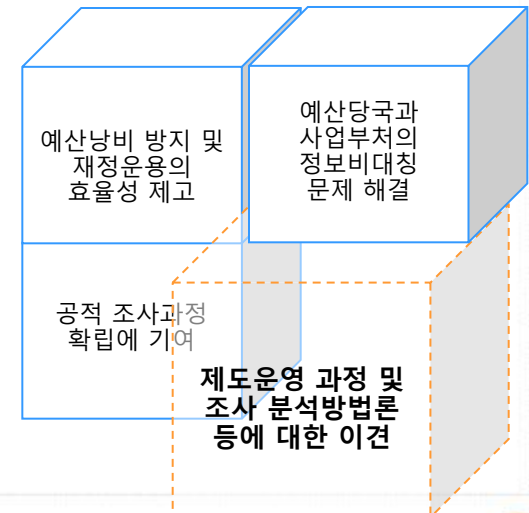 예산낭비 방지 및
재정운용의
효율성 제고
예산당국과
사업부처의
정보비대칭
문제 해결
공적 조사과정
확립에 기여
제도운영 과정 및
조사 분석방법론
등에 대한 이견